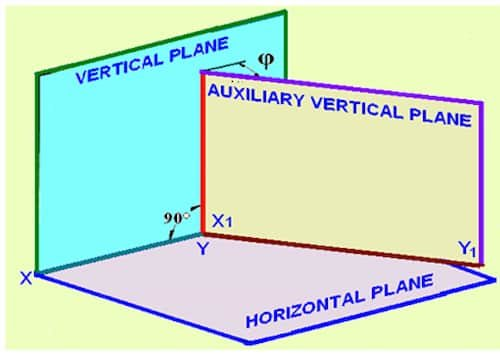 VERTICAL PLANE
φ
AUXILIARY VERTICAL PLANE
90°
X1
Y
Y1
X
HORIZONTAL PLANE